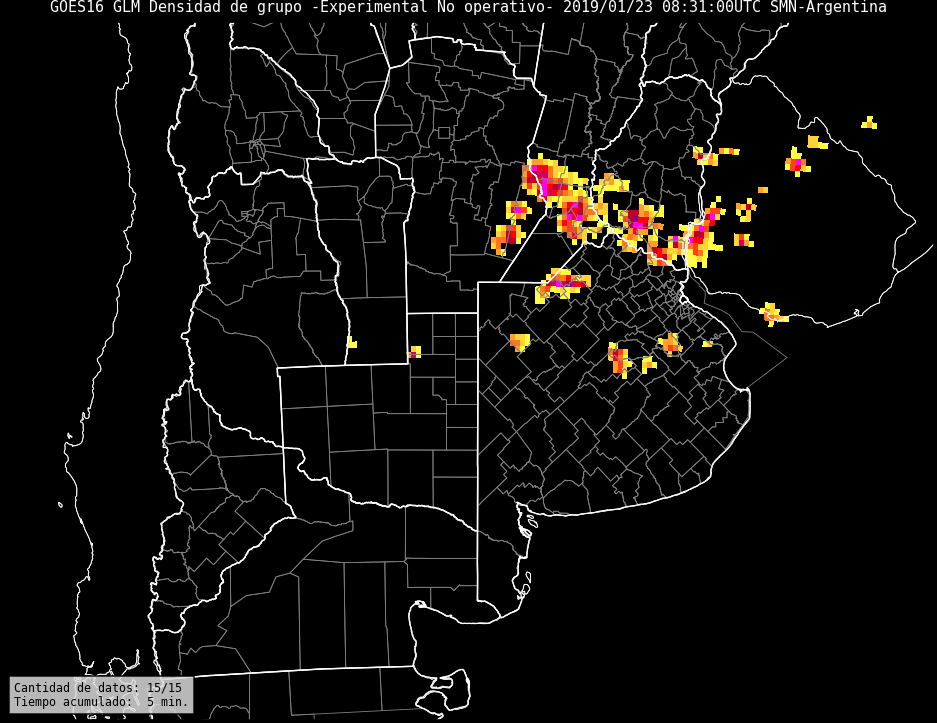 GOES16 GLM Densidad de grupo -Experimental No operativo- 2019/01/23 08:31:00UTC SMN-Argentina
Cantidad de datos: 15/15
Tiempo acumulado:  5 min.